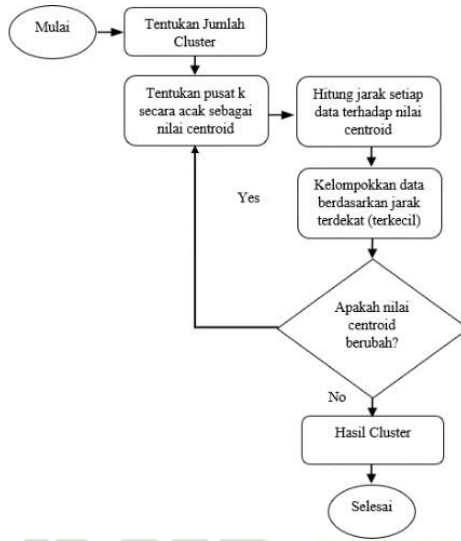 Mulai
Tentukan Jumlah
Cluster
Tentukan pusat k
secara acak sebagai
nilai centroid
Hitung jarak setiap
data terhadap nilai
centroid
Kelompokkan data
berdasarkan jarak
terdekat (terkecil)
Yes
Apakah nilai
centroid
berubah?
No
Hasil Cluster
Selesai